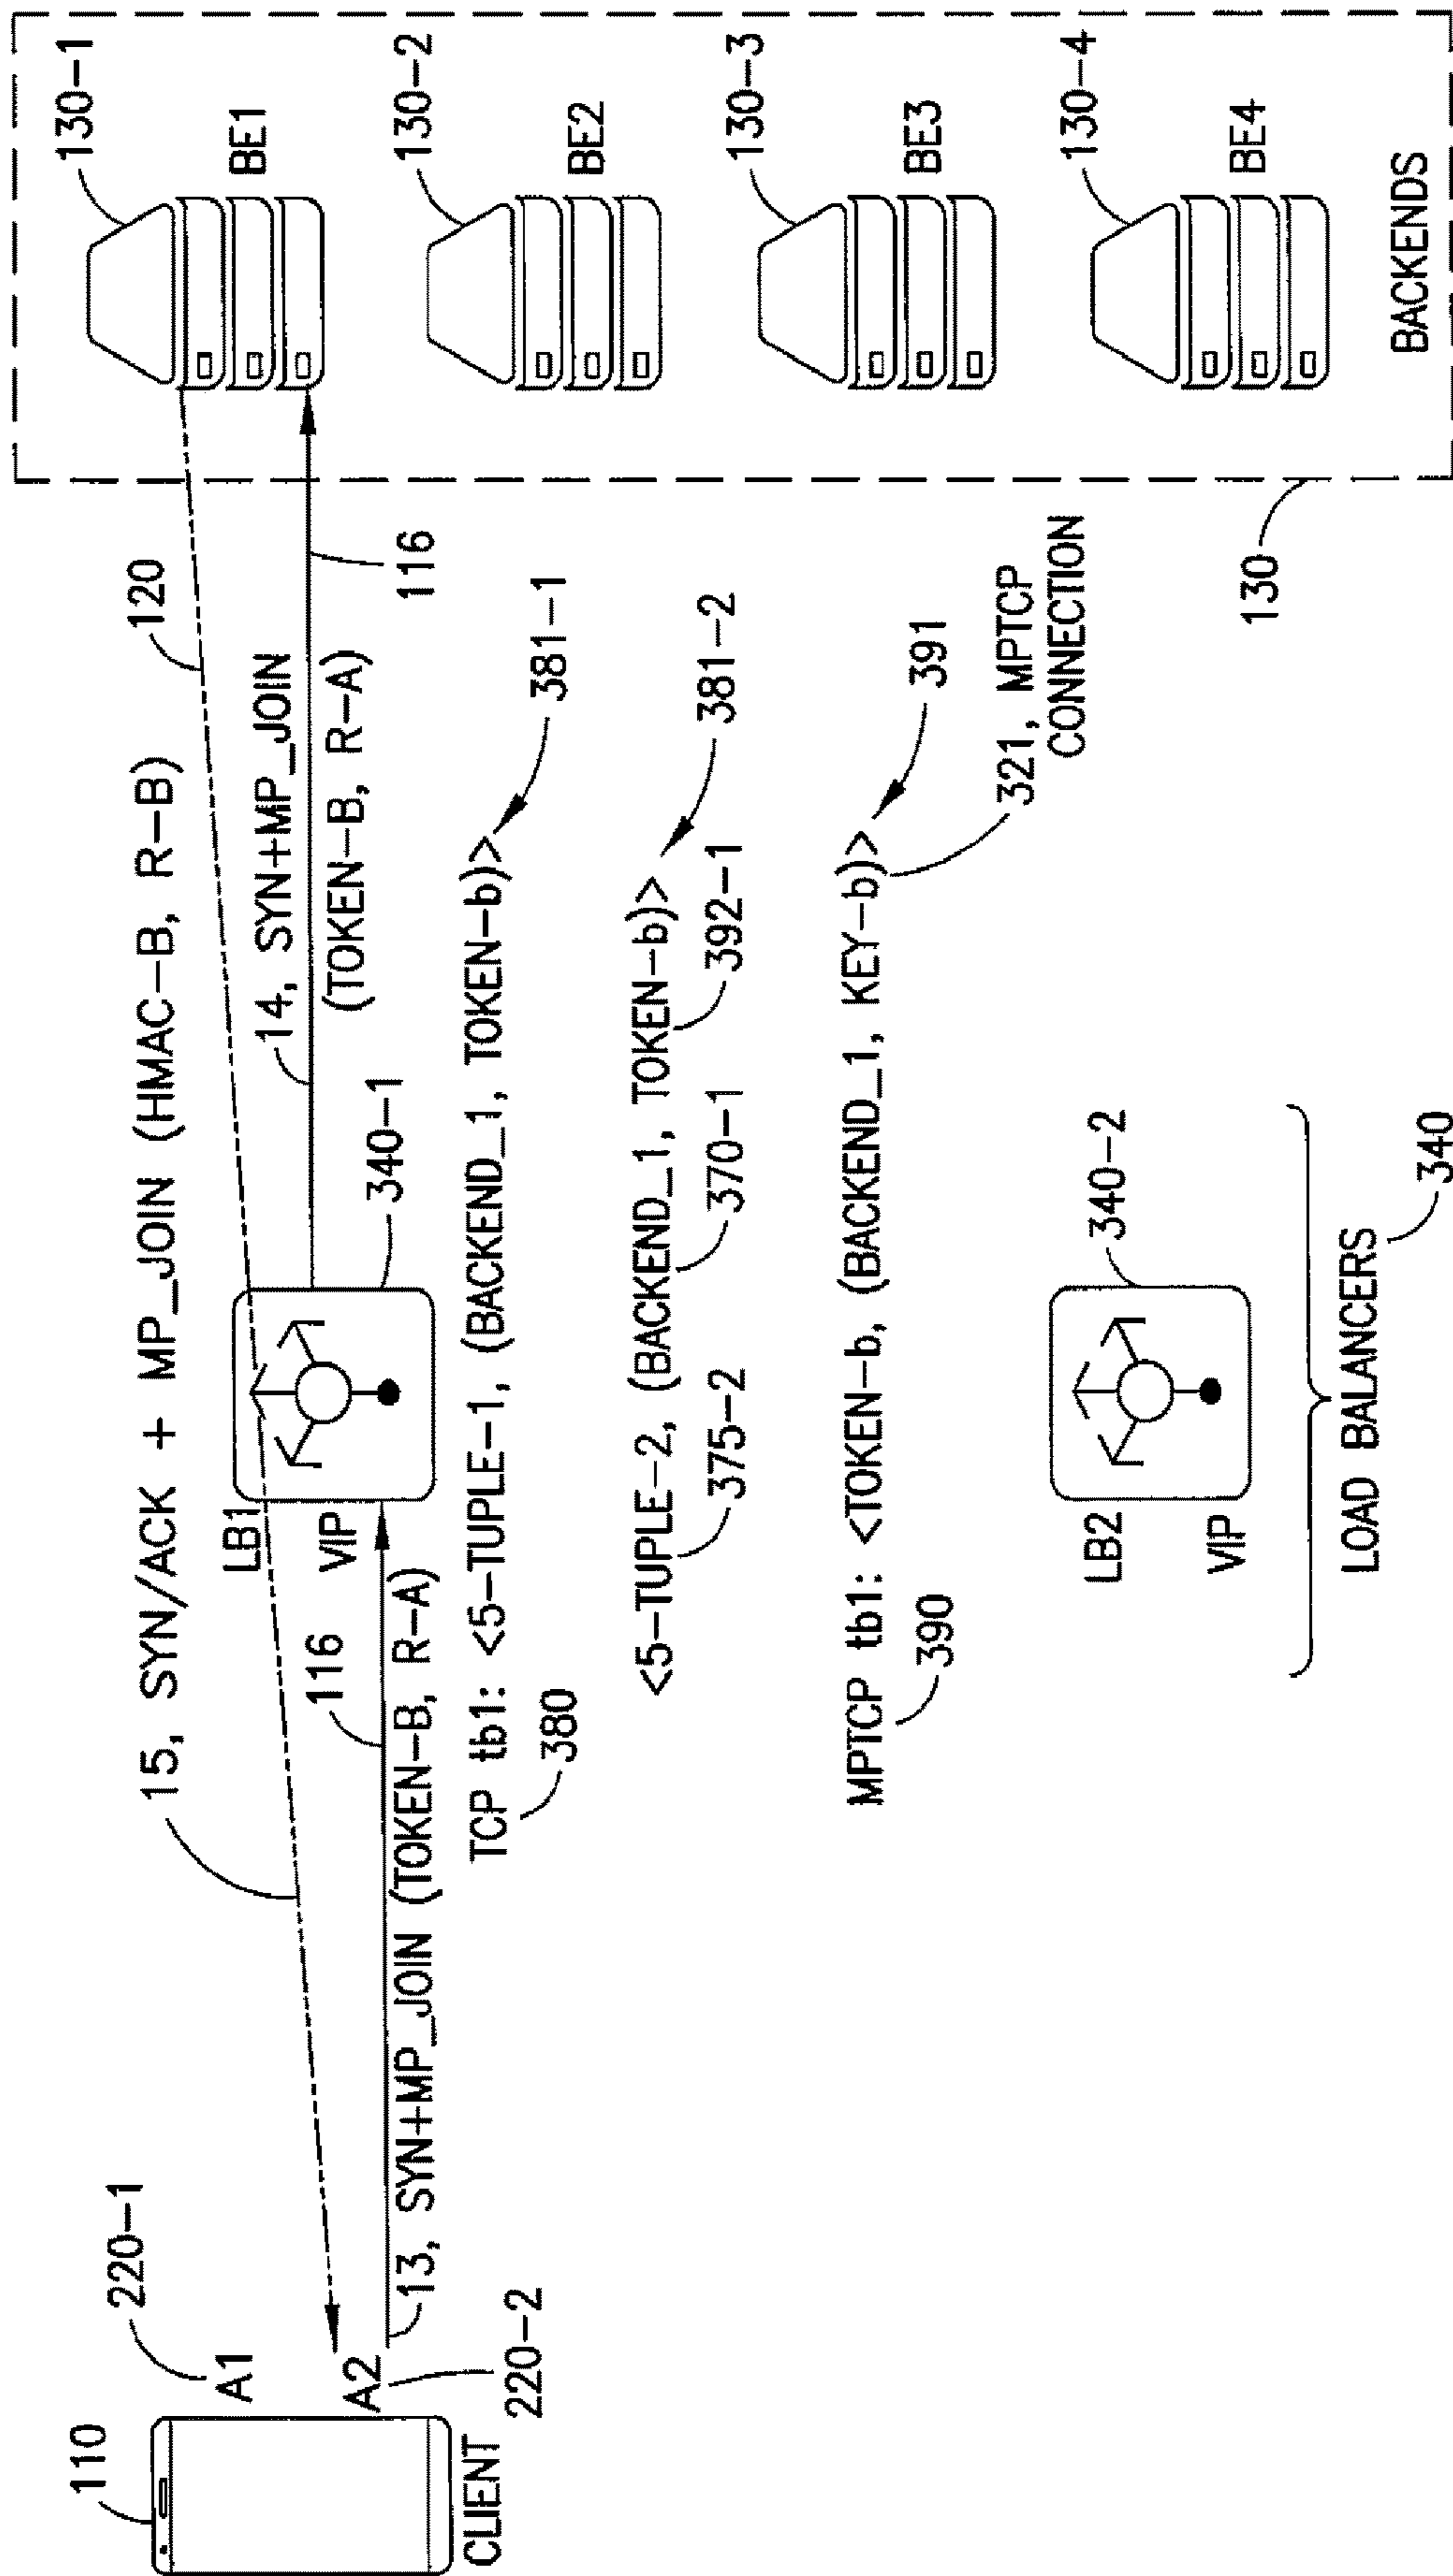 110
CLIENT
220-1
A1
A2
220-2
15, SYN/ACK + MP_JOIN (HMAC-B, R-B)
120
13, SYN+MP_JOIN (TOKEN-B, R-A)
116
LB1
VIP
340-1
14, SYN+MP_JOIN
(TOKEN-B, R-A)
116
TCP tb1: <5-TUPLE-1, (BACKEND_1, TOKEN-b)>
380
381-1
<5-TUPLE-2, (BACKEND_1, TOKEN-b)>
375-2
370-1
392-1
381-2
MPTCP tb1: <TOKEN-b, (BACKEND_1, KEY-b)>
390
391
321, MPTCP
CONNECTION
LB2
VIP
340-2
LOAD BALANCERS
340
130-1
BE1
130-2
BE2
130-3
BE3
130-4
BE4
BACKENDS
130